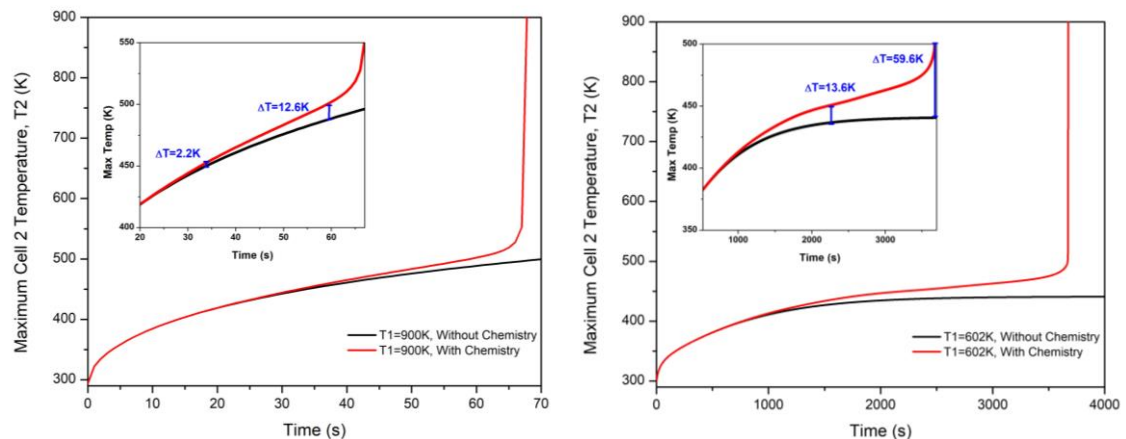 Maximum Cell 2 Temperature, T2 (K)
900
800
700
600
500
400
300
0
10
20
30
40
50
60
70
Time (s)
Max Temp (K)
550
500
450
400
20
30
40
50
60
Time (s)
ΔT=2.2K
ΔT=12.6K
T1=900K, Without Chemistry
T1=900K, With Chemistry
Maximum Cell 2 Temperature, T2 (K)
900
800
700
600
500
400
300
0
1000
2000
3000
4000
Time (s)
Max Temp (K)
500
450
400
350
1000
2000
3000
Time (s)
ΔT=59.6K
ΔT=13.6K
T1=602K, Without Chemistry
T1=602K, With Chemistry